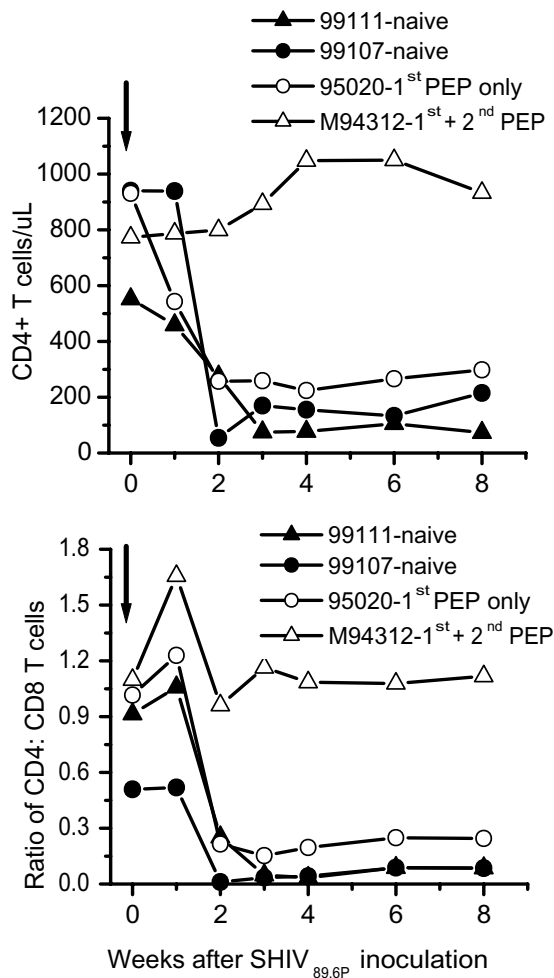 99111-naive
99107-naive
95020-1st PEP only
M94312-1st + 2nd PEP
CD4+ T cells/uL
1200
1000
800
600
400
200
0
0 2 4 6 8
99111-naive
99107-naive
95020-1st PEP only
M94312-1st + 2nd PEP
Ratio of CD4: CD8 T cells
1.8
1.5
1.2
0.9
0.6
0.3
0.0
0 2 4 6 8
Weeks after SHIV89.6P inoculation